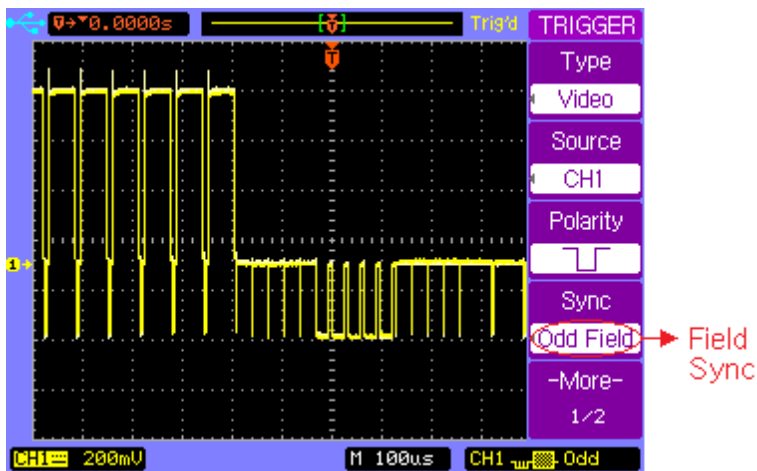 0.0000s
T
Trig'd
TRIGGER
T
Type
Video
Source
CH1
Polarity
1
Sync
Odd Field
Field
Sync
-More-
1/2
CH1 200mV
M 100us
CH1 Odd